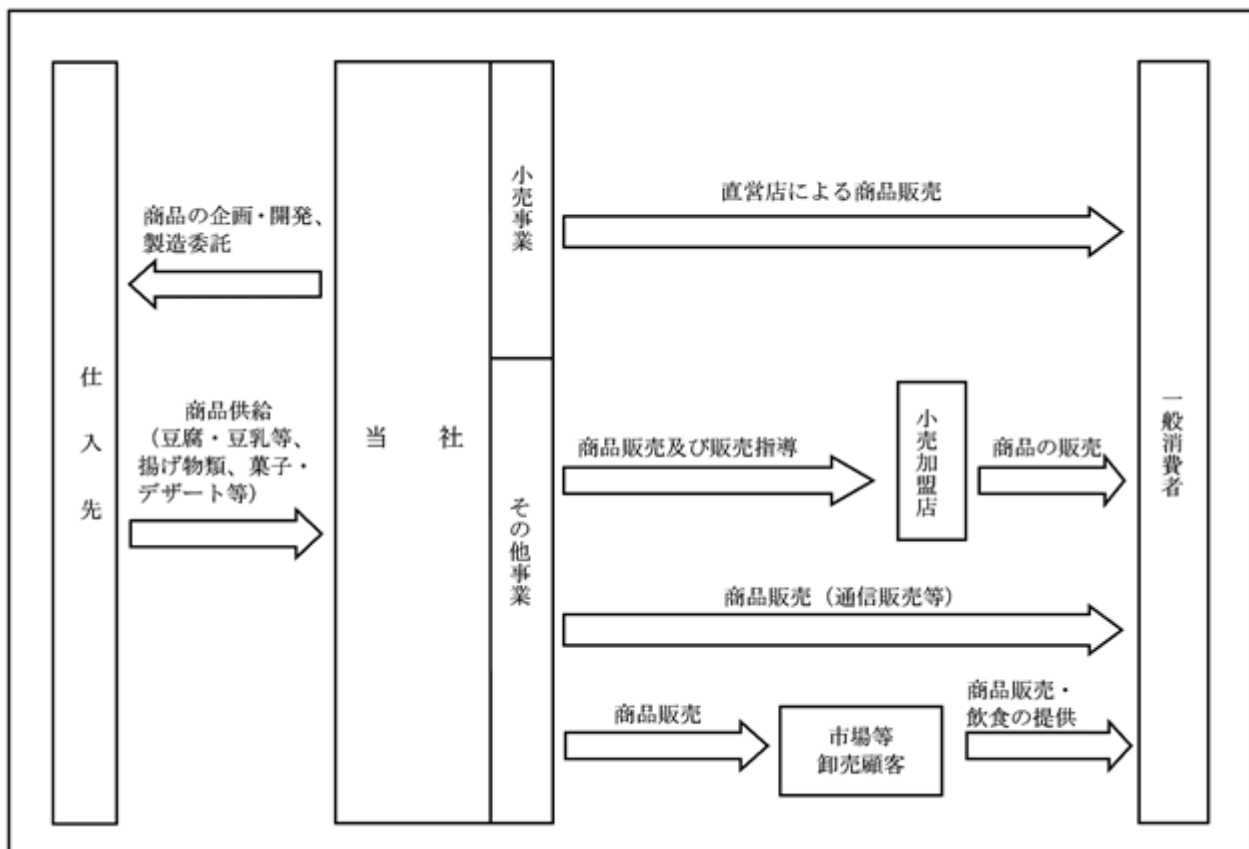 仕入先
商品の企画・開発、
製造委託
商品供給
（豆腐・豆乳等、
揚げ物類、菓子・
デザート等）
当社
小売事業
その他事業
直営店による商品販売
商品販売及び販売指導
小売加盟店
商品の販売
商品販売（通信販売等）
商品販売
市場等
卸売顧客
商品販売・
飲食の提供
一般消費者